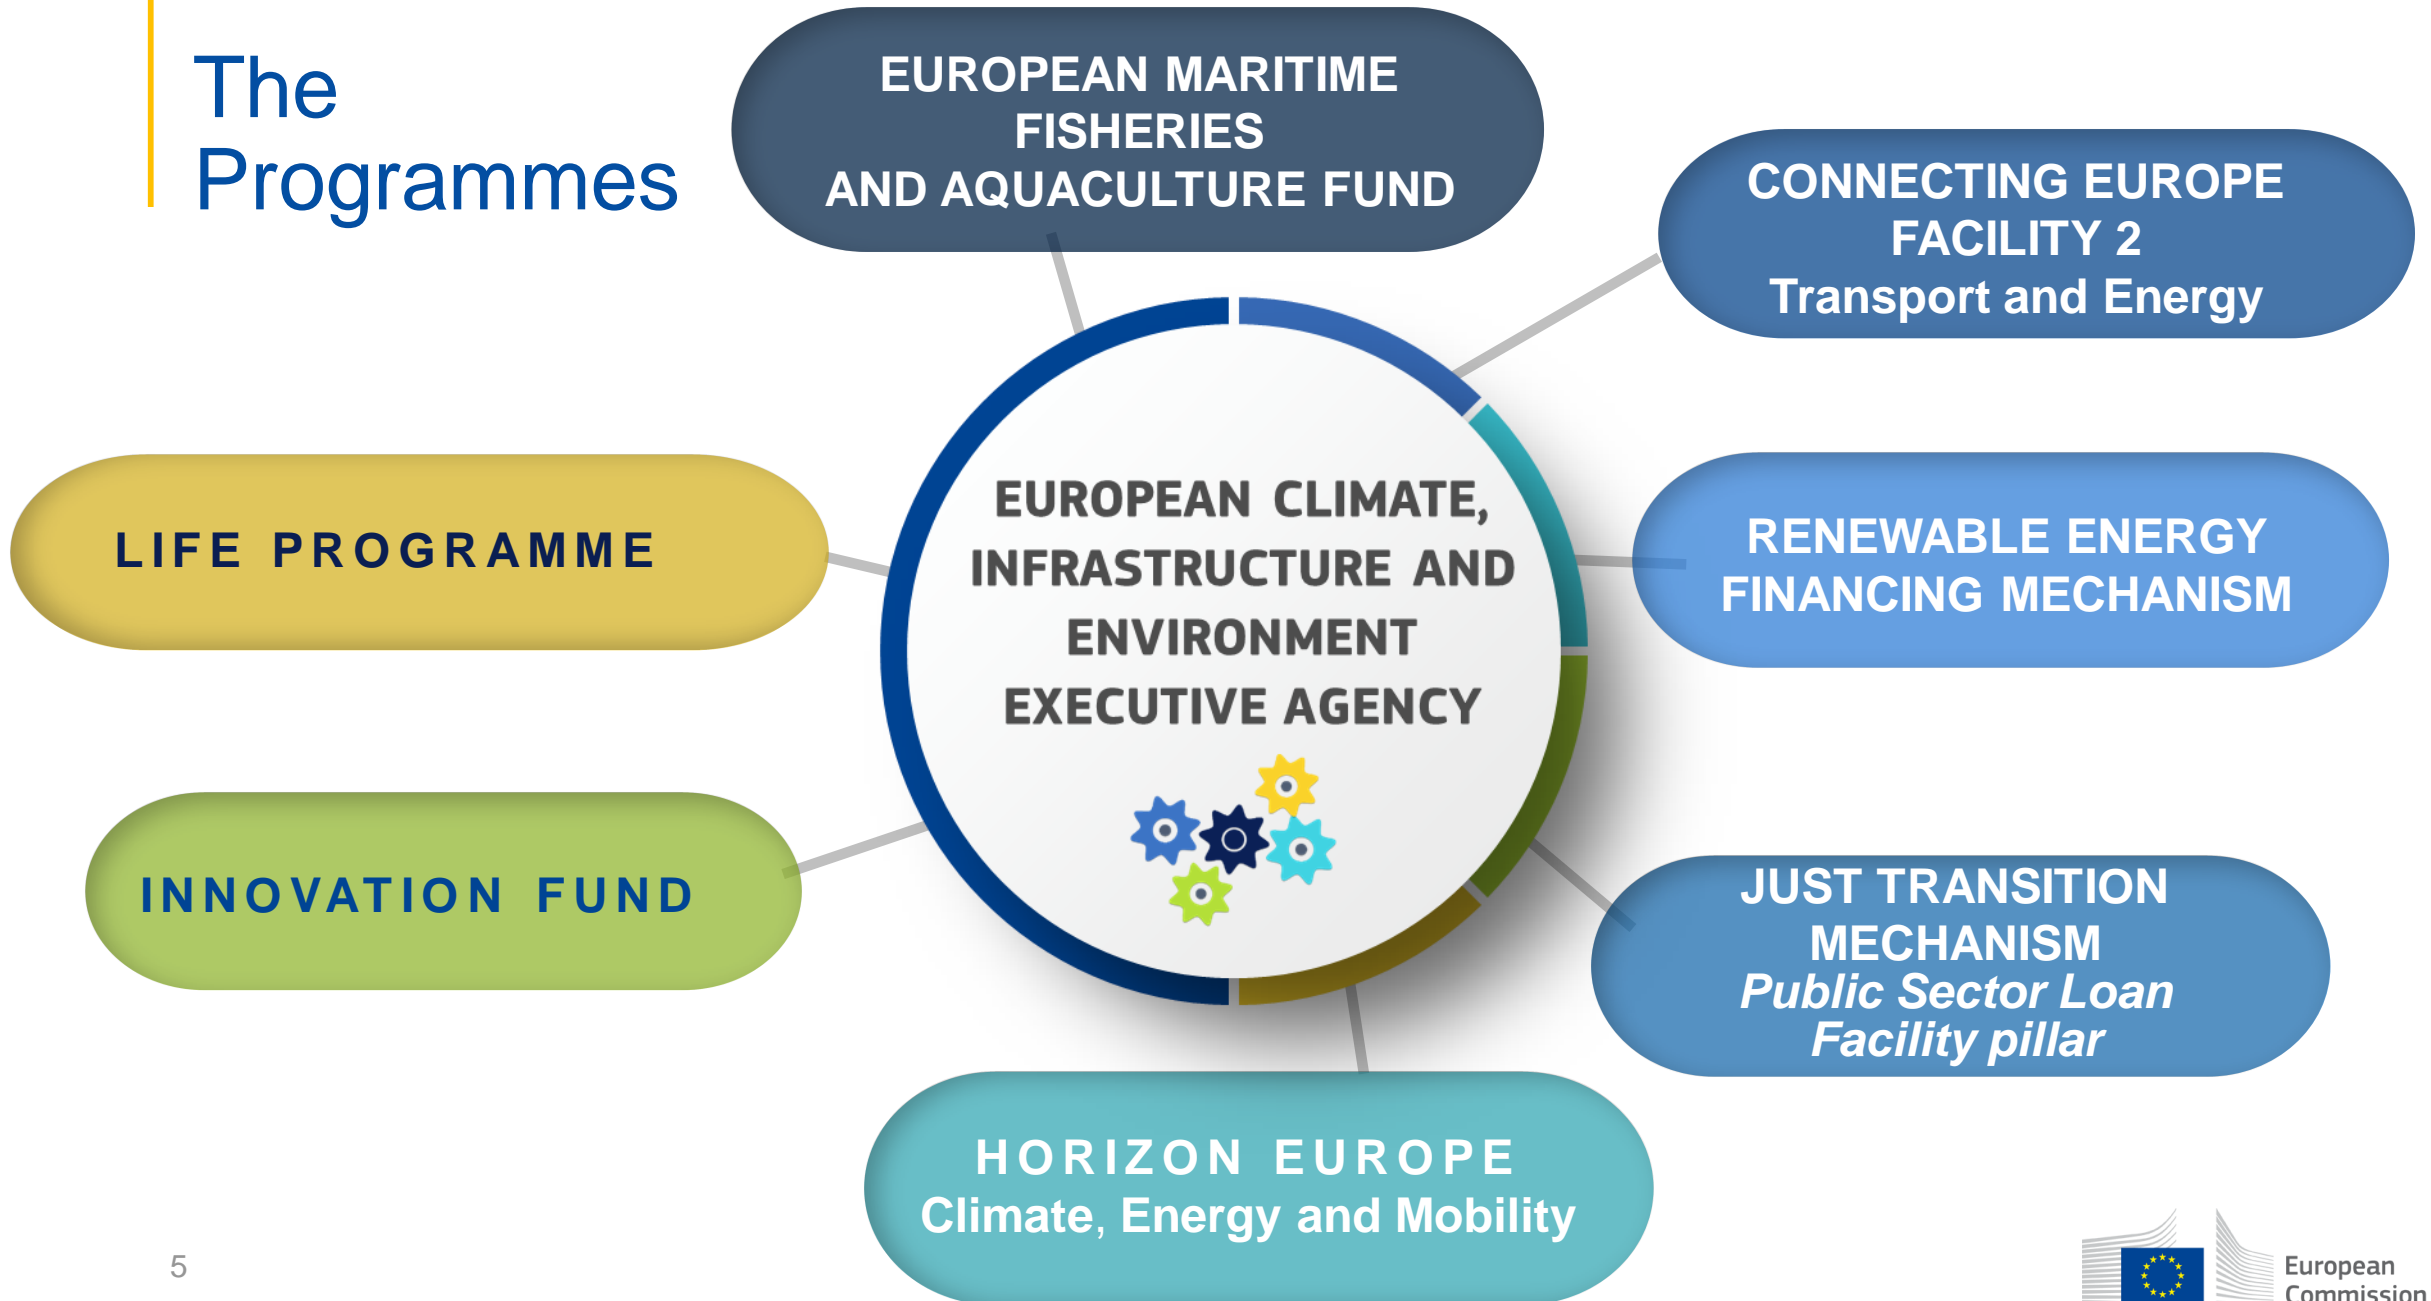 The
Programmes
EUROPEAN MARITIME
FISHERIES
AND AQUACULTURE FUND
CONNECTING EUROPE
FACILITY 2
Transport and Energy
LIFE PROGRAMME
EUROPEAN CLIMATE,
INFRASTRUCTURE AND
ENVIRONMENT
EXECUTIVE AGENCY
RENEWABLE ENERGY
FINANCING MECHANISM
INNOVATION FUND
JUST TRANSITION
MECHANISM
Public Sector Loan
Facility pillar
HORIZON EUROPE
Climate, Energy and Mobility
5
European
Commission